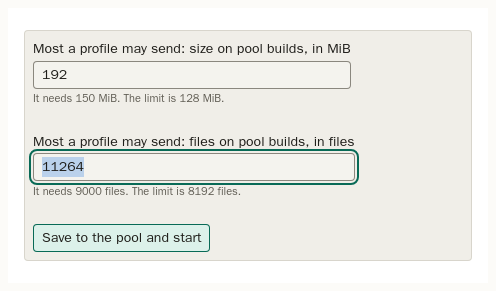 Most a profile may send: size on pool builds, in MiB
192
It needs 150 MiB. The limit is 128 MiB.
Most a profile may send: files on pool builds, in files
11264
It needs 9000 files. The limit is 8192 files.
Save to the pool and start